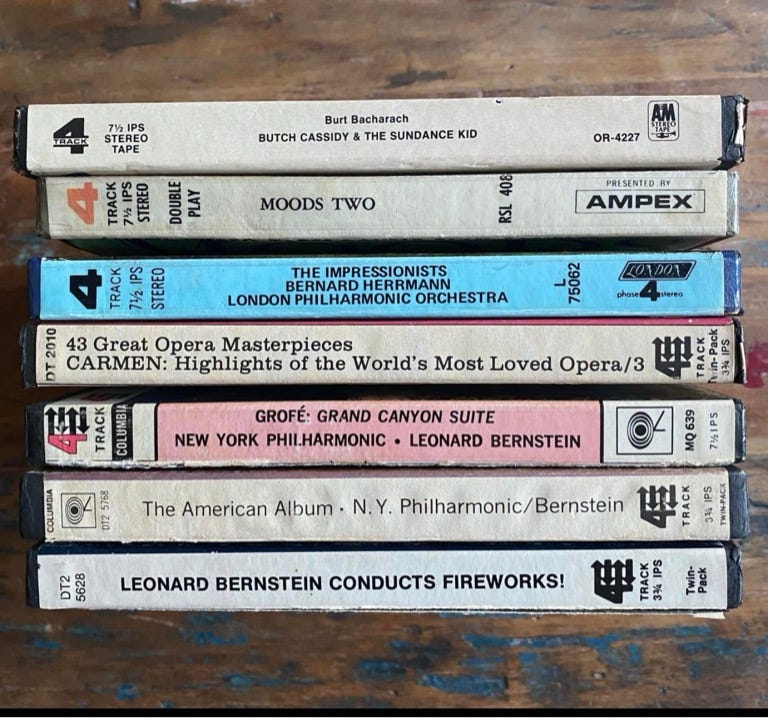 4
TRACK
7½ IPS
STEREO
TAPE
Burt Bacharach
BUTCH CASSIDY & THE SUNDANCE KID
OR-4227
AM
STEREO
TAPE
4
TRACK
7½ IPS
STEREO
DOUBLE
PLAY
MOODS TWO
RSL 408
PRESENTED BY
AMPEX
4
TRACK
7½ IPS
STEREO
THE IMPRESSIONISTS
BERNARD HERRMANN
LONDON PHILHARMONIC ORCHESTRA
L
75062
LONDON
phase 4 stereo
DT 2010
43 Great Opera Masterpieces
CARMEN: Highlights of the World's Most Loved Opera/3
4
TRACK
Twin-Pack
3¾ IPS
4
TRACK
COLUMBIA
GROFÉ: GRAND CANYON SUITE
NEW YORK PHILHARMONIC • LEONARD BERNSTEIN
MQ 639
7½ IPS
COLUMBIA
DT2 5768
The American Album · N.Y. Philharmonic/Bernstein
4
TRACK
3¾ IPS
TWIN-PACK
DT2
5628
LEONARD BERNSTEIN CONDUCTS FIREWORKS!
4
TRACK
3¾ IPS
Twin-
Pack